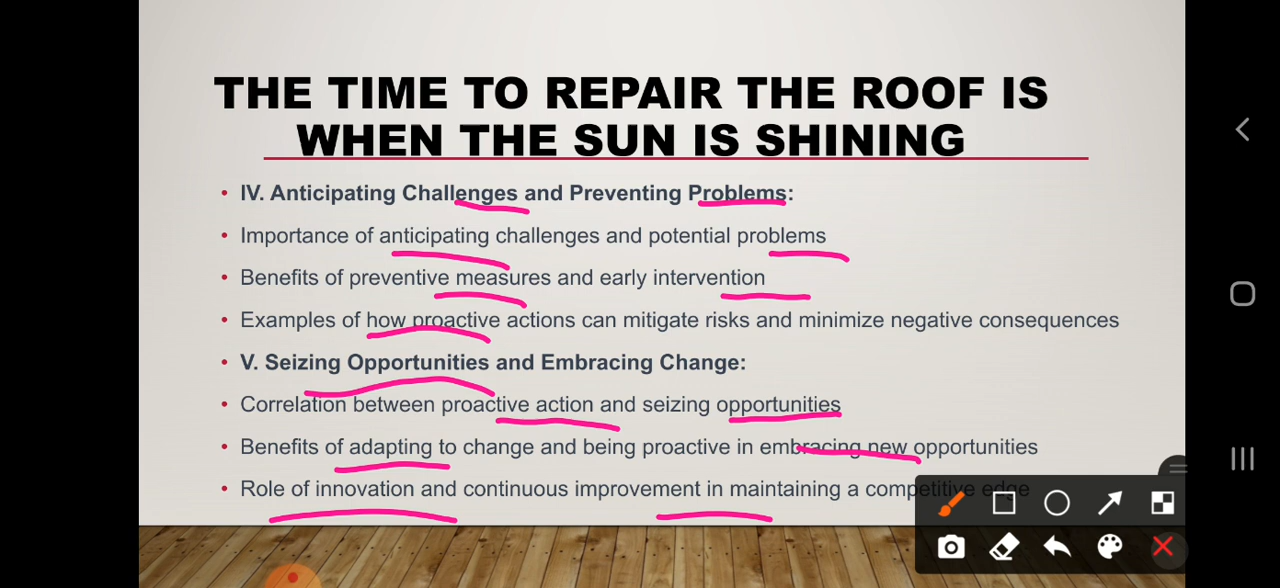 THE TIME TO REPAIR THE ROOF IS
WHEN THE SUN IS SHINING
• IV. Anticipating Challenges and Preventing Problems:
• Importance of anticipating challenges and potential problems
• Benefits of preventive measures and early intervention
• Examples of how proactive actions can mitigate risks and minimize negative consequences
• V. Seizing Opportunities and Embracing Change:
• Correlation between proactive action and seizing opportunities
• Benefits of adapting to change and being proactive in embracing new opportunities
• Role of innovation and continuous improvement in maintaining a competitive edge